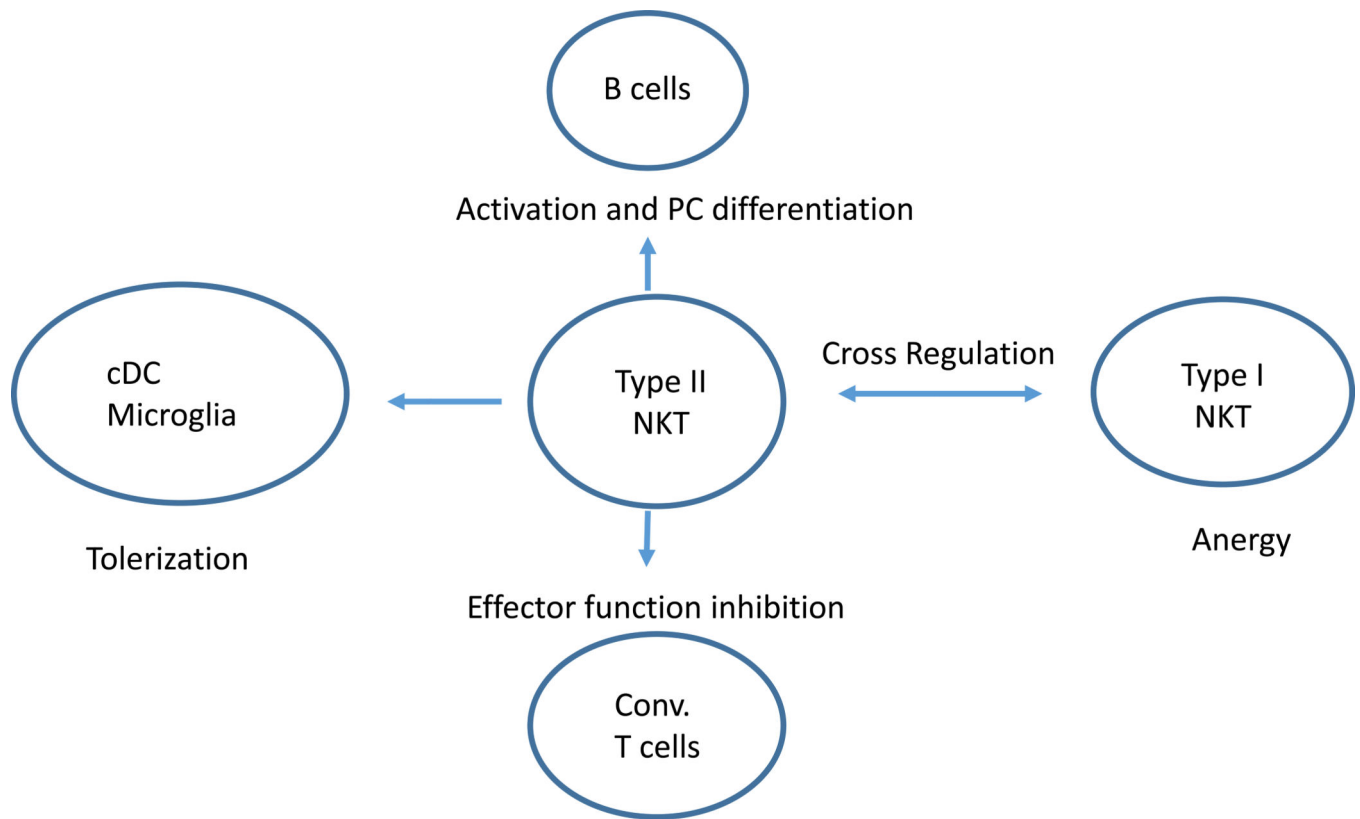 B cells
Activation and PC differentiation
cDC
Microglia
Tolerization
Type II
NKT
Cross Regulation
Type I
NKT
Anergy
Effector function inhibition
Conv.
T cells